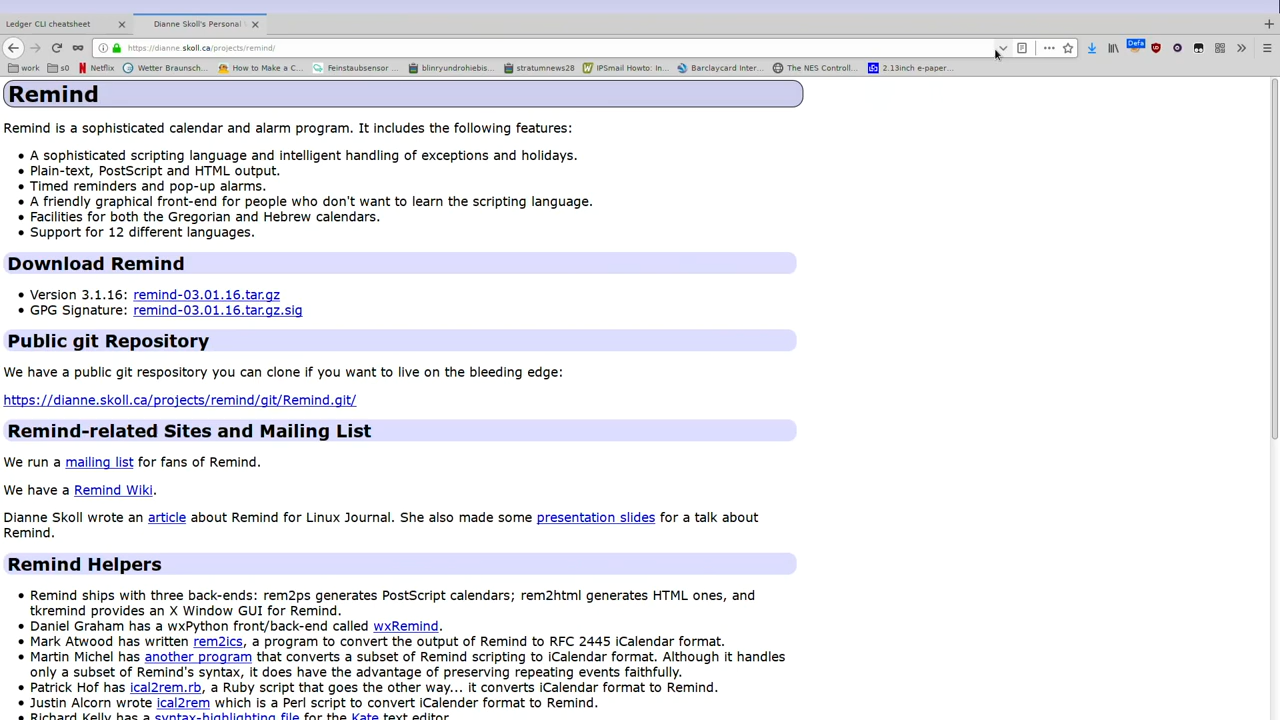 Ledger CLI cheatsheet
Dianne Skoll's Personal
https://dianne.skoll.ca/projects/remind/
Defa
work s0 Netflix Wetter Braunsch... How to Make a C... Feinstaubsensor ... blinryundrohiebis... stratumnews28 IPSmail Howto: In... Barclaycard Inter... The NES Controll... 2.13inch e-paper...
Remind
Remind is a sophisticated calendar and alarm program. It includes the following features:
• A sophisticated scripting language and intelligent handling of exceptions and holidays.
• Plain-text, PostScript and HTML output.
• Timed reminders and pop-up alarms.
• A friendly graphical front-end for people who don't want to learn the scripting language.
• Facilities for both the Gregorian and Hebrew calendars.
• Support for 12 different languages.
Download Remind
• Version 3.1.16: remind-03.01.16.tar.gz
• GPG Signature: remind-03.01.16.tar.gz.sig
Public git Repository
We have a public git respository you can clone if you want to live on the bleeding edge:
https://dianne.skoll.ca/projects/remind/git/Remind.git/
Remind-related Sites and Mailing List
We run a mailing list for fans of Remind.
We have a Remind Wiki.
Dianne Skoll wrote an article about Remind for Linux Journal. She also made some presentation slides for a talk about
Remind.
Remind Helpers
• Remind ships with three back-ends: rem2ps generates PostScript calendars; rem2html generates HTML ones, and
tkremind provides an X Window GUI for Remind.
• Daniel Graham has a wxPython front/back-end called wxRemind.
• Mark Atwood has written rem2ics, a program to convert the output of Remind to RFC 2445 iCalendar format.
• Martin Michel has another program that converts a subset of Remind scripting to iCalendar format. Although it handles
only a subset of Remind's syntax, it does have the advantage of preserving repeating events faithfully.
• Patrick Hof has ical2rem.rb, a Ruby script that goes the other way... it converts iCalendar format to Remind.
• Justin Alcorn wrote ical2rem which is a Perl script to convert iCalender format to Remind.
• Richard Kelly has a syntax-highlighting file for the Kate text editor.